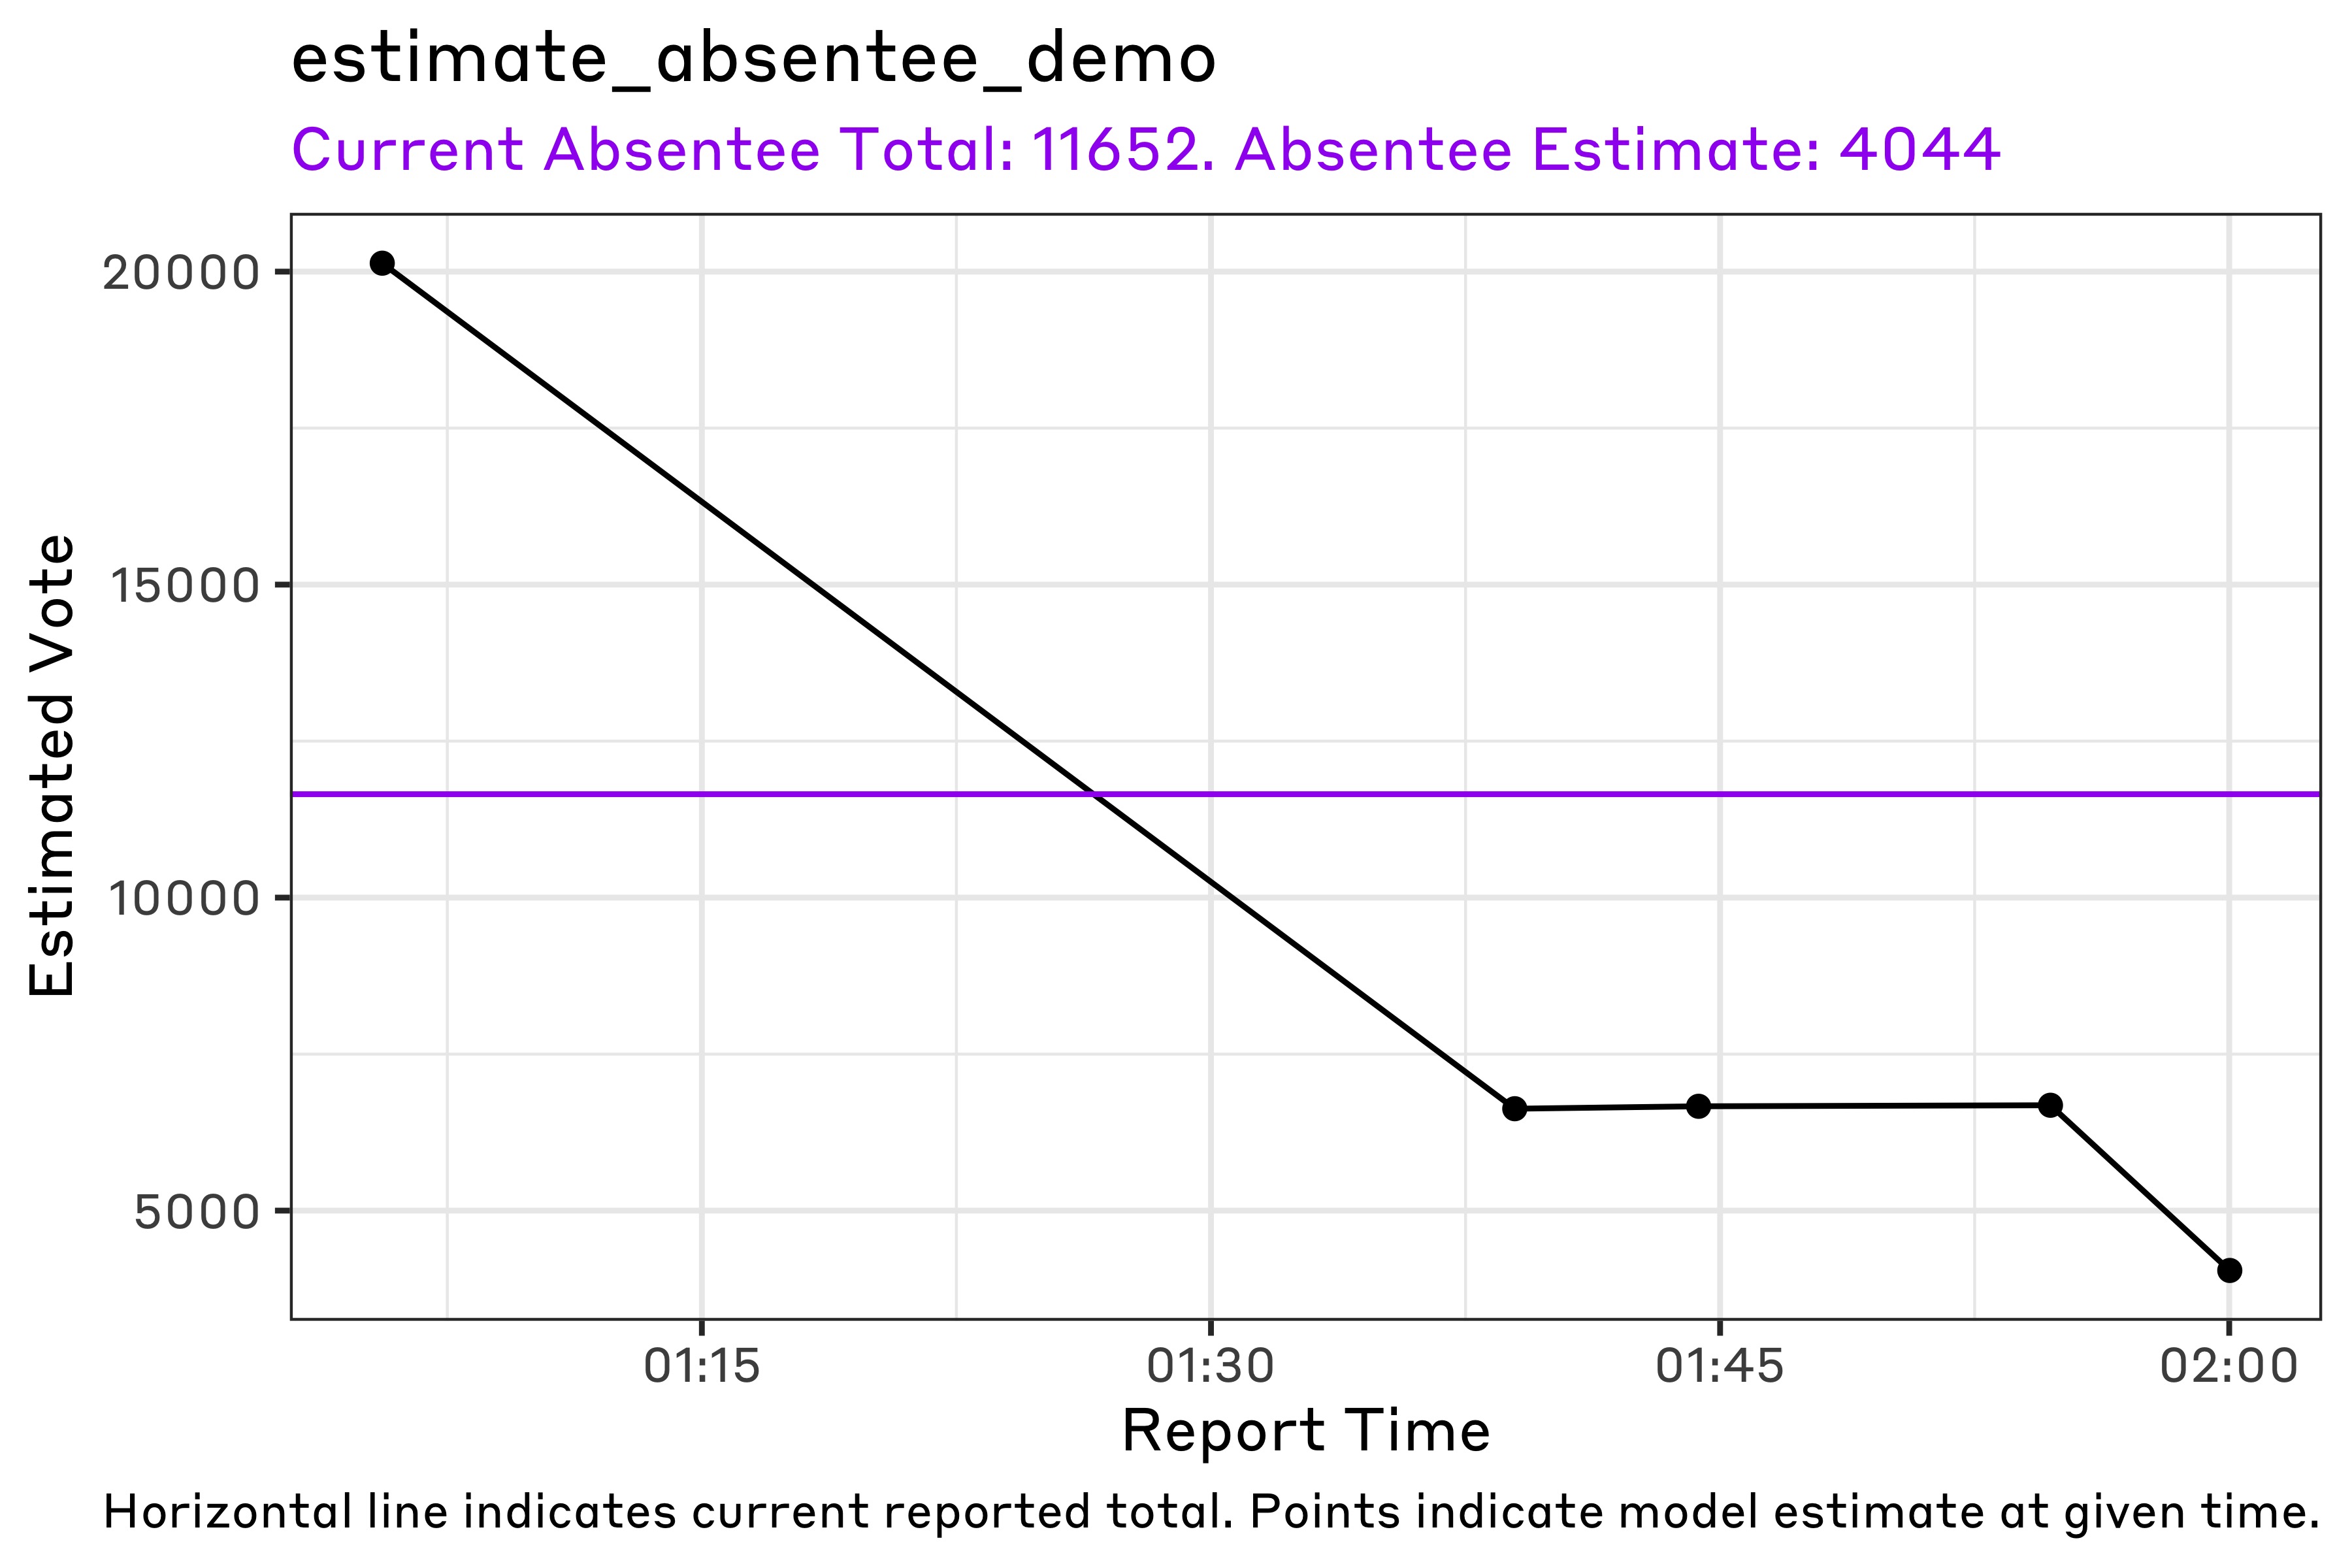 estimate_absentee_demo
Current Absentee Total: 11652. Absentee Estimate: 4044
Estimated Vote
20000
15000
10000
5000
01:15
01:30
01:45
02:00
Report Time
Horizontal line indicates current reported total. Points indicate model estimate at given time.